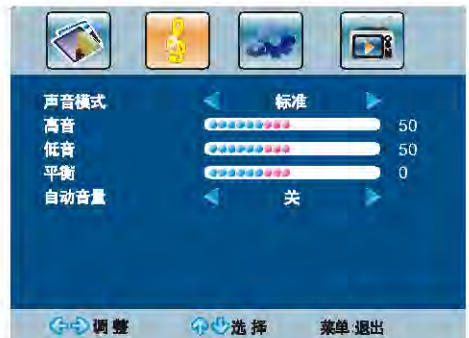 声音模式 标准
高音 50
低音 50
平衡 0
自动音量 关
调整 选择 菜单:退出